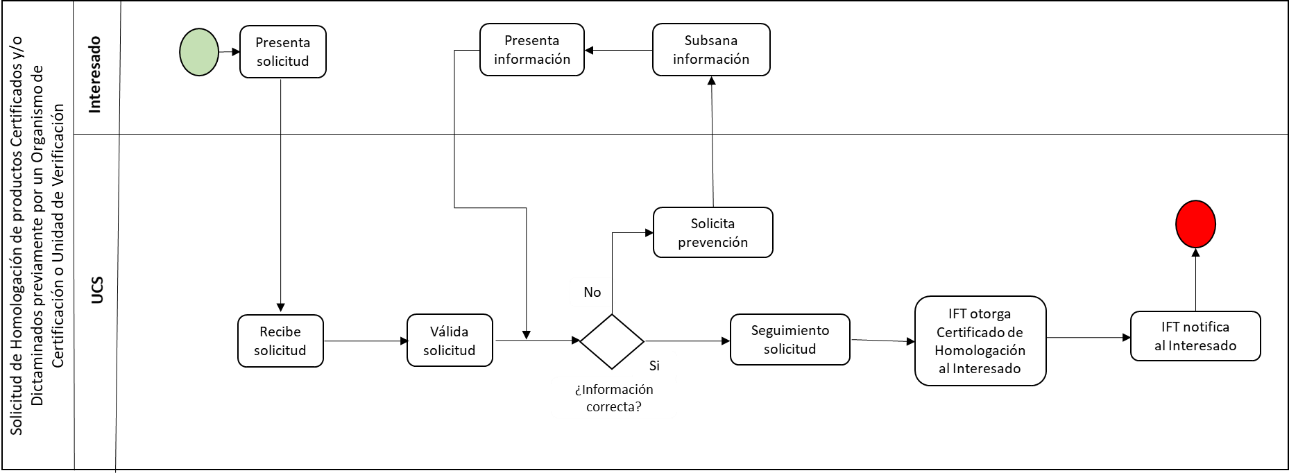 Solicitud de Homologación de productos Certificados y/o
Dictaminados previamente por un Organismo de
Certificación o Unidad de Verificación
Interesado
Presenta
solicitud
Presenta
información
Subsana
información
UCS
Solicita
prevención
No
Recibe
solicitud
Válida
solicitud
Si
¿Información
correcta?
Seguimiento
solicitud
IFT otorga
Certificado de
Homologación
al Interesado
IFT notifica
al Interesado